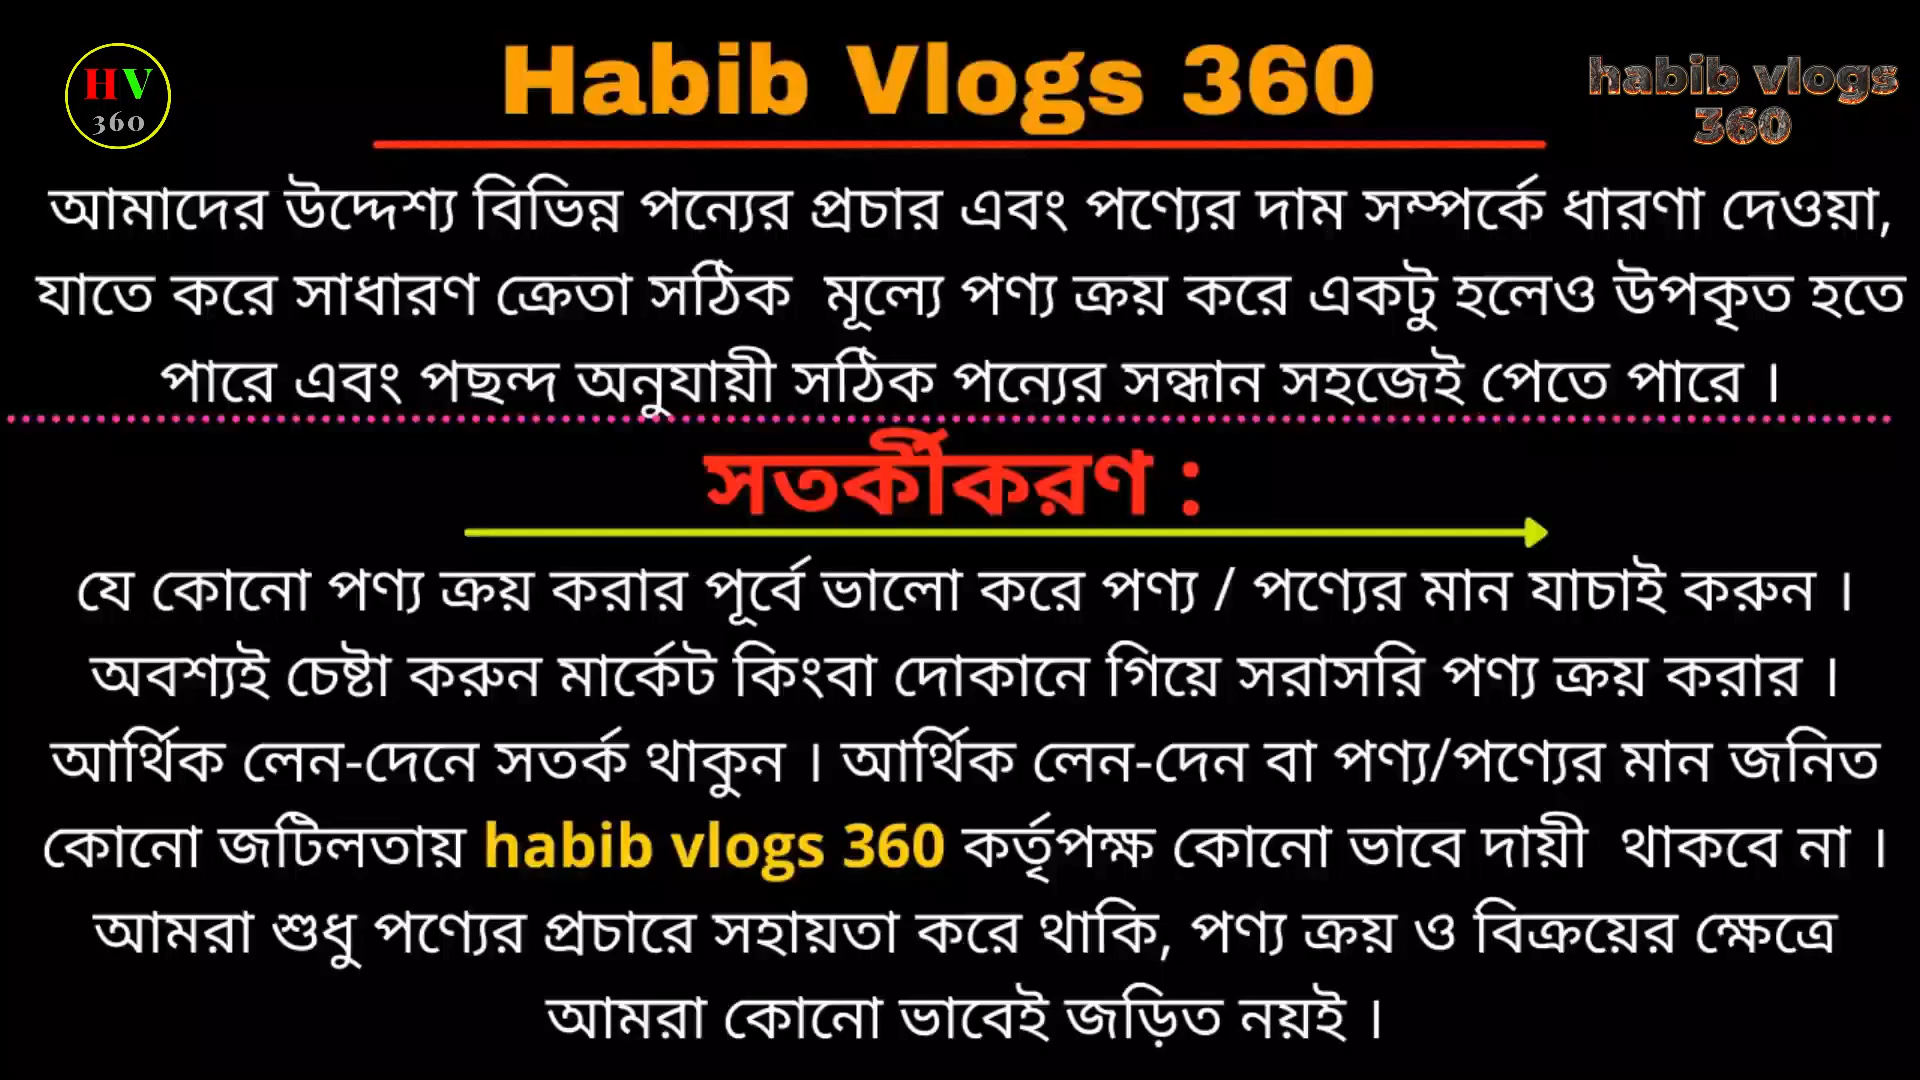 HV
360
Habib Vlogs 360
habib vlogs
360
আমাদের উদ্দেশ্য বিভিন্ন পন্যের প্রচার এবং পণ্যের দাম সম্পর্কে ধারণা দেওয়া,
যাতে করে সাধারণ ক্রেতা সঠিক মূল্যে পণ্য ক্রয় করে একটু হলেও উপকৃত হতে
পারে এবং পছন্দ অনুযায়ী সঠিক পন্যের সন্ধান সহজেই পেতে পারে ।
সতর্কীকরণ :
যে কোনো পণ্য ক্রয় করার পূর্বে ভালো করে পণ্য / পণ্যের মান যাচাই করুন ।
অবশ্যই চেষ্টা করুন মার্কেট কিংবা দোকানে গিয়ে সরাসরি পণ্য ক্রয় করার ।
আর্থিক লেন-দেনে সতর্ক থাকুন । আর্থিক লেন-দেন বা পণ্য/পণ্যের মান জনিত
কোনো জটিলতায় habib vlogs 360 কর্তৃপক্ষ কোনো ভাবে দায়ী থাকবে না ।
আমরা শুধু পণ্যের প্রচারে সহায়তা করে থাকি, পণ্য ক্রয় ও বিক্রয়ের ক্ষেত্রে
আমরা কোনো ভাবেই জড়িত নয়ই ।